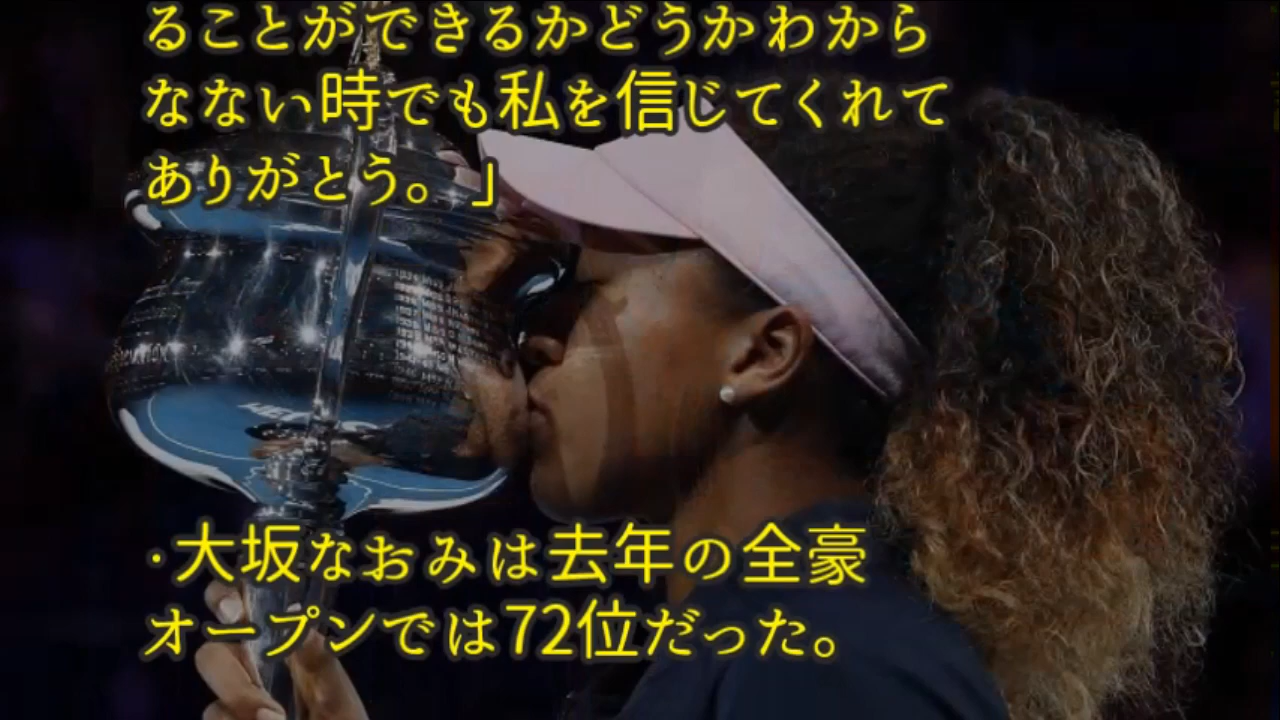 ることができるかどうかわから
なない時でも私を信じてくれて
ありがとう。」
·大坂なおみは去年の全豪
オープンでは72位だった。